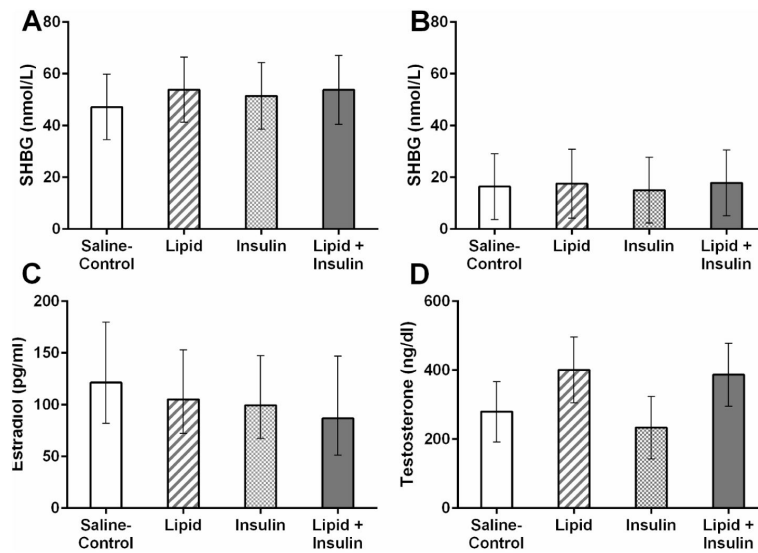 A
SHBG (nmol/L)
80
60
40
20
0
Saline-
Control
Lipid
Insulin
Lipid +
Insulin
B
SHBG (nmol/L)
80
60
40
20
0
Saline-
Control
Lipid
Insulin
Lipid +
Insulin
C
Estradiol (pg/ml)
200
150
100
50
0
Saline-
Control
Lipid
Insulin
Lipid +
Insulin
D
Testosterone (ng/dl)
600
400
200
0
Saline-
Control
Lipid
Insulin
Lipid +
Insulin